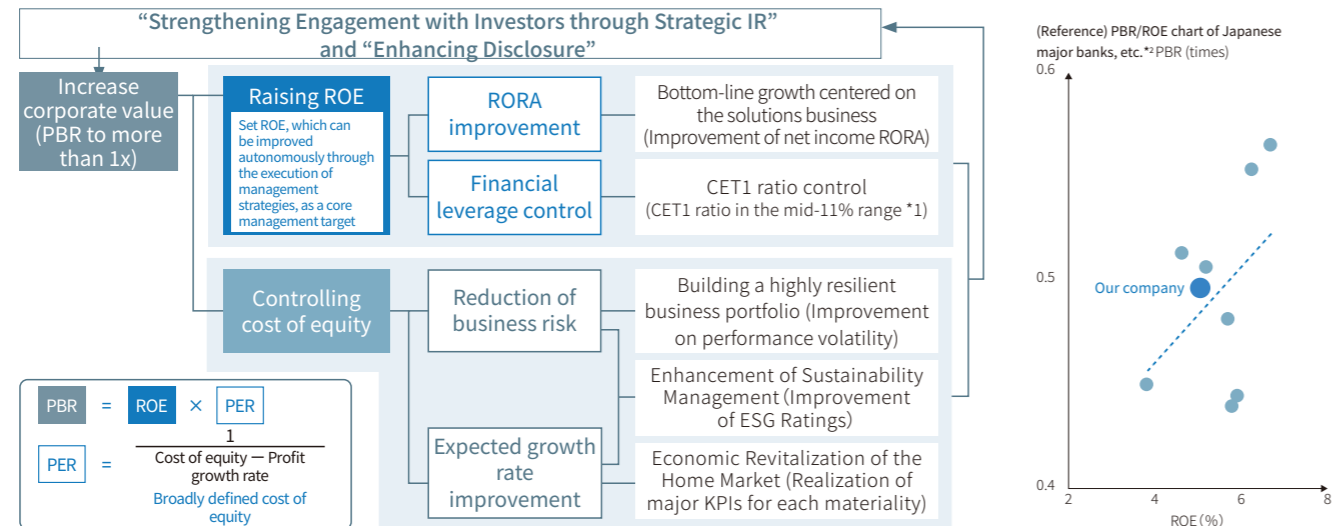 “Strengthening Engagement with Investors through Strategic IR”
and “Enhancing Disclosure”
Increase
corporate value
(PBR to more
than 1x)
Raising ROE
Set ROE, which can
be improved
autonomously through
the execution of
management
strategies, as a core
management target
RORA
improvement
Bottom-line growth centered on
the solutions business
(Improvement of net income RORA)
Financial
leverage control
CET1 ratio control
(CET1 ratio in the mid-11% range *1)
Controlling
cost of equity
Reduction of
business risk
Building a highly resilient
business portfolio (Improvement
on performance volatility)
Enhancement of Sustainability
Management (Improvement
of ESG Ratings)
Expected growth
rate
improvement
Economic Revitalization of the
Home Market (Realization of
major KPIs for each materiality)
PBR = ROE × PER
PER =
1
Cost of equity — Profit
growth rate
Broadly defined cost of
equity
(Reference) PBR/ROE chart of Japanese
major banks, etc.*2 PBR (times)
0.6
0.5
Our company
0.4
2 4 6 8
ROE (%)